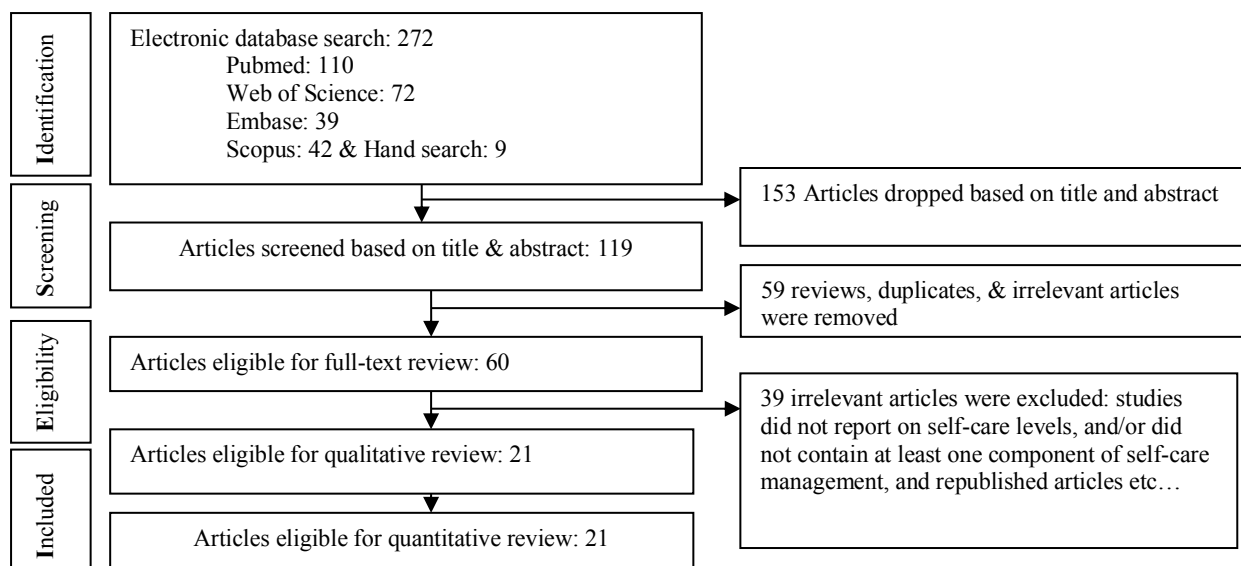 Identification
Electronic database search: 272
Pubmed: 110
Web of Science: 72
Embase: 39
Scopus: 42 & Hand search: 9
Screening
153 Articles dropped based on title and abstract
Articles screened based on title & abstract: 119
59 reviews, duplicates, & irrelevant articles
were removed
Eligibility
Articles eligible for full-text review: 60
39 irrelevant articles were excluded: studies
did not report on self-care levels, and/or did
not contain at least one component of self-care
management, and republished articles etc…
Included
Articles eligible for qualitative review: 21
Articles eligible for quantitative review: 21